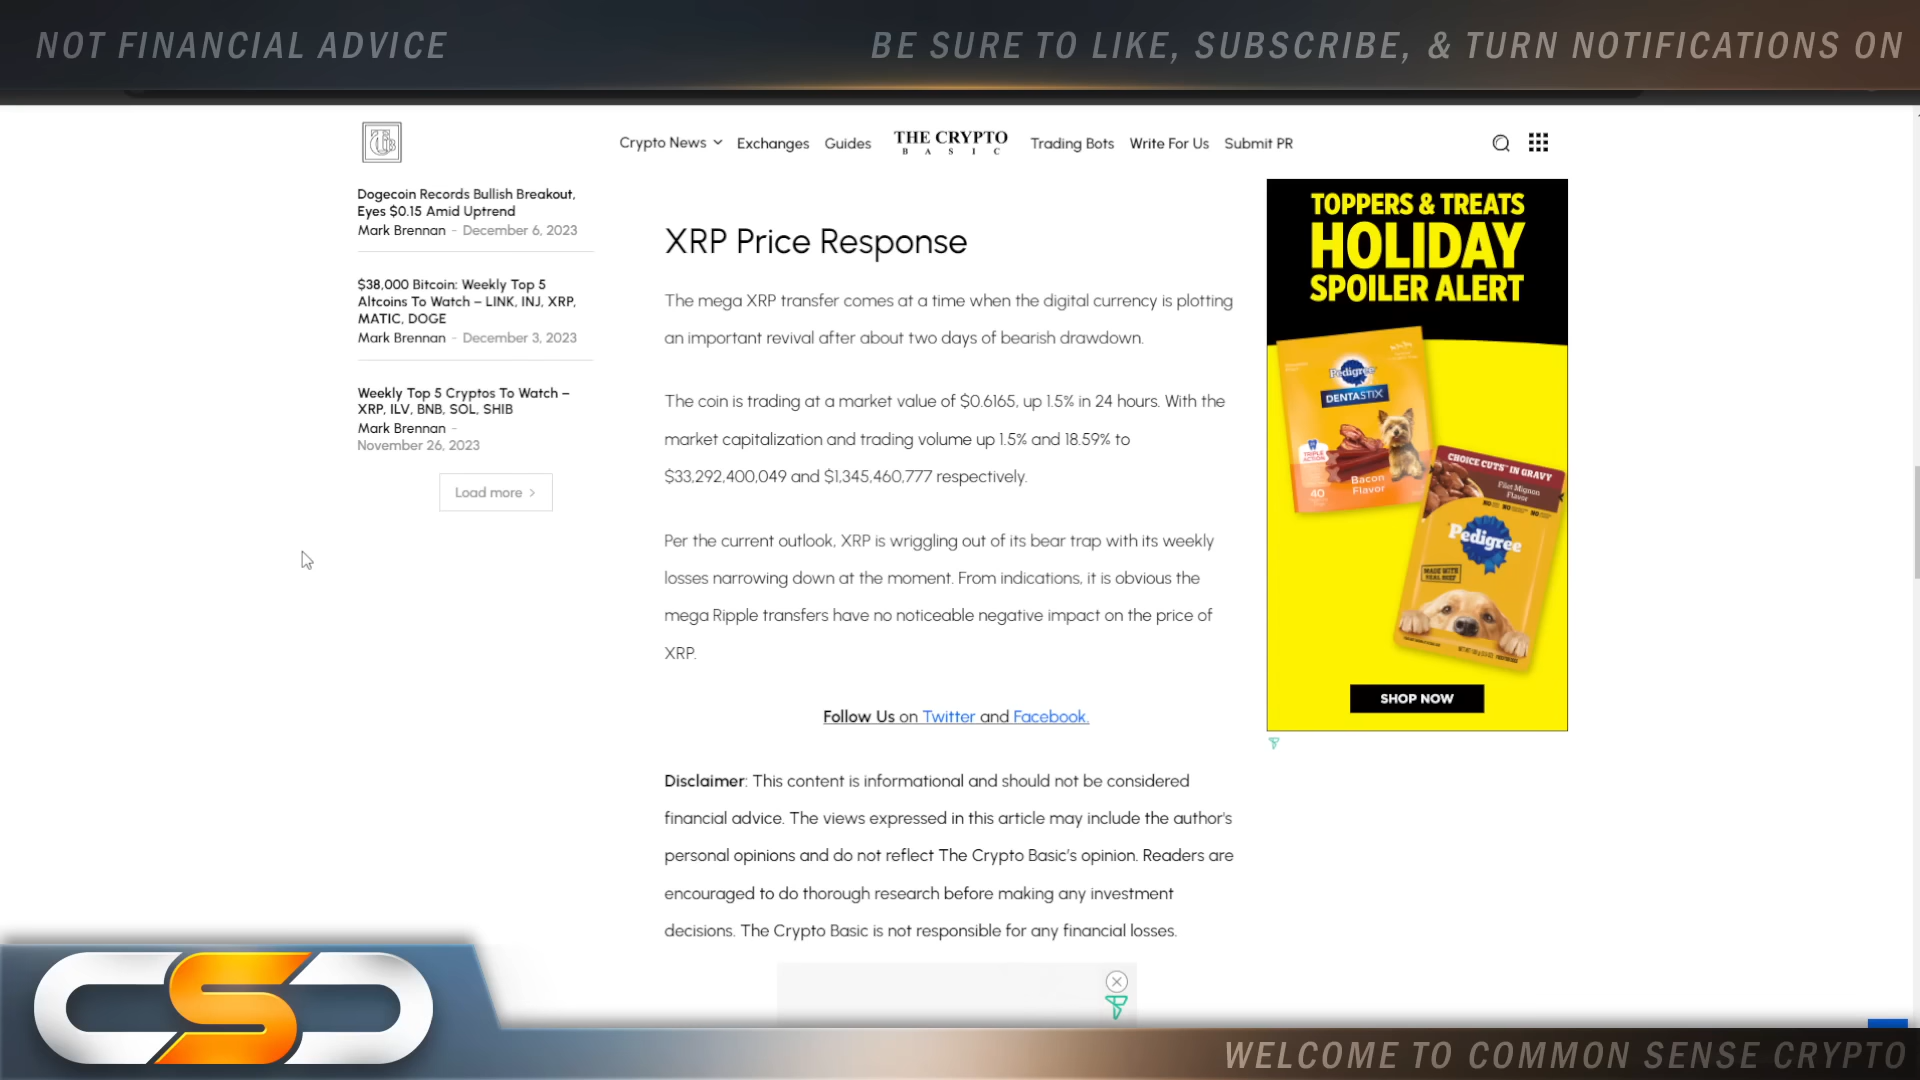 NOT FINANCIAL ADVICE
BE SURE TO LIKE, SUBSCRIBE, & TURN NOTIFICATIONS ON
Crypto News
Exchanges
Guides
THE CRYPTO
BASIC
Trading Bots
Write For Us
Submit PR
Dogecoin Records Bullish Breakout,
Eyes $0.15 Amid Uptrend
Mark Brennan - December 6, 2023
$38,000 Bitcoin: Weekly Top 5
Altcoins To Watch – LINK, INJ, XRP,
MATIC, DOGE
Mark Brennan - December 3, 2023
Weekly Top 5 Cryptos To Watch –
XRP, ILV, BNB, SOL, SHIB
Mark Brennan -
November 26, 2023
Load more
XRP Price Response
The mega XRP transfer comes at a time when the digital currency is plotting
an important revival after about two days of bearish drawdown.
The coin is trading at a market value of $0.6165, up 1.5% in 24 hours. With the
market capitalization and trading volume up 1.5% and 18.59% to
$33,292,400,049 and $1,345,460,777 respectively.
Per the current outlook, XRP is wriggling out of its bear trap with its weekly
losses narrowing down at the moment. From indications, it is obvious the
mega Ripple transfers have no noticeable negative impact on the price of
XRP.
Follow Us on Twitter and Facebook.
Disclaimer: This content is informational and should not be considered
financial advice. The views expressed in this article may include the author's
personal opinions and do not reflect The Crypto Basic's opinion. Readers are
encouraged to do thorough research before making any investment
decisions. The Crypto Basic is not responsible for any financial losses.
TOPPERS & TREATS
HOLIDAY
SPOILER ALERT
Pedigree
DENTASTIX
TRIPLE
ACTION
40
Bacon
Flavor
CHOICE CUTS IN GRAVY
Filet Mignon
Flavor
Pedigree
MADE WITH
REAL BEEF
SHOP NOW
CSC
WELCOME TO COMMON SENSE CRYPTO